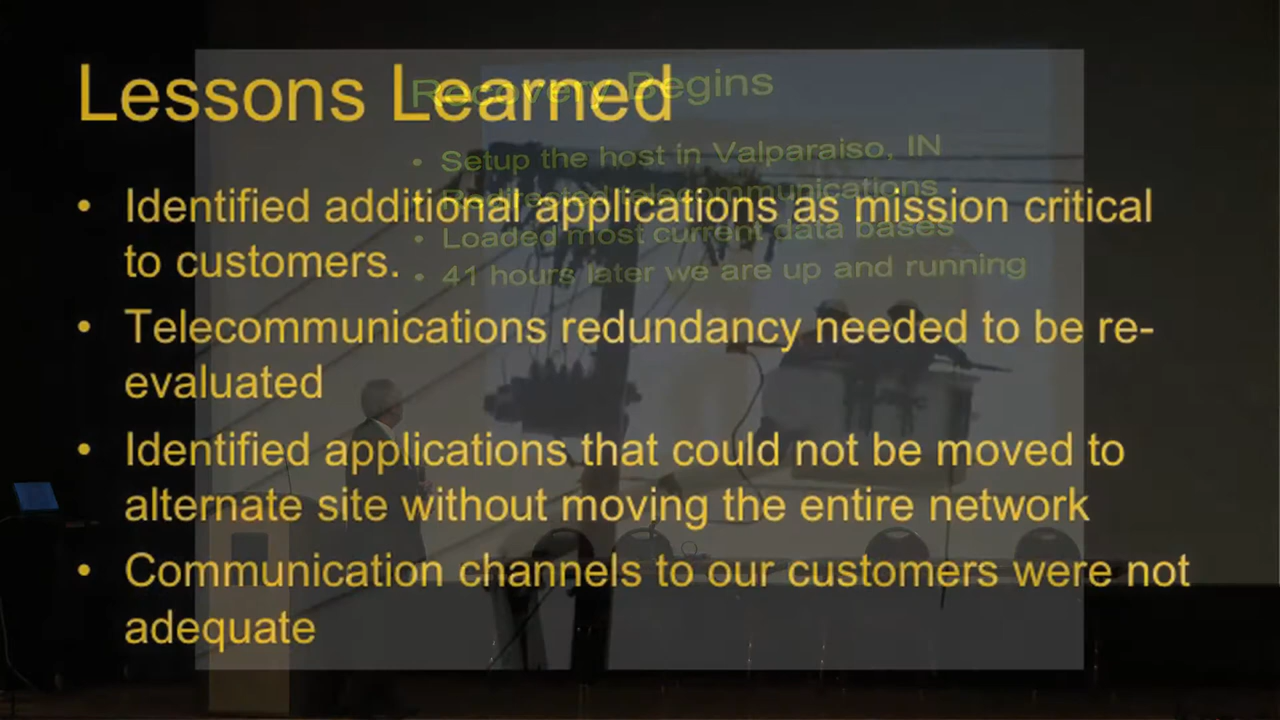 Lessons Learned
Recovery Begins
• Setup the host in Valparaiso, IN
• Redirected telecommunications
• Loaded most current data bases
• 41 hours later we are up and running
• Identified additional applications as mission critical
to customers.
• Telecommunications redundancy needed to be re-
evaluated
• Identified applications that could not be moved to
alternate site without moving the entire network
• Communication channels to our customers were not
adequate